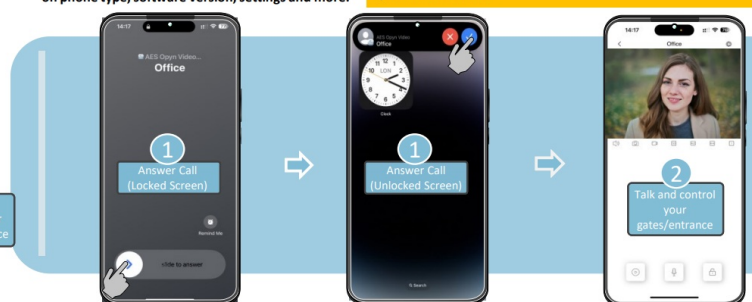 on phone type, software version, settings and more.
14:17
AES Opyn Video...
Office
1
Answer Call
(Locked Screen)
Remind Me
slide to answer
AES Opyn Video
Office
12
LON
Clock
1
Answer Call
(Unlocked Screen)
Search
14:17
Office
2
Talk and control
your
gates/entrance